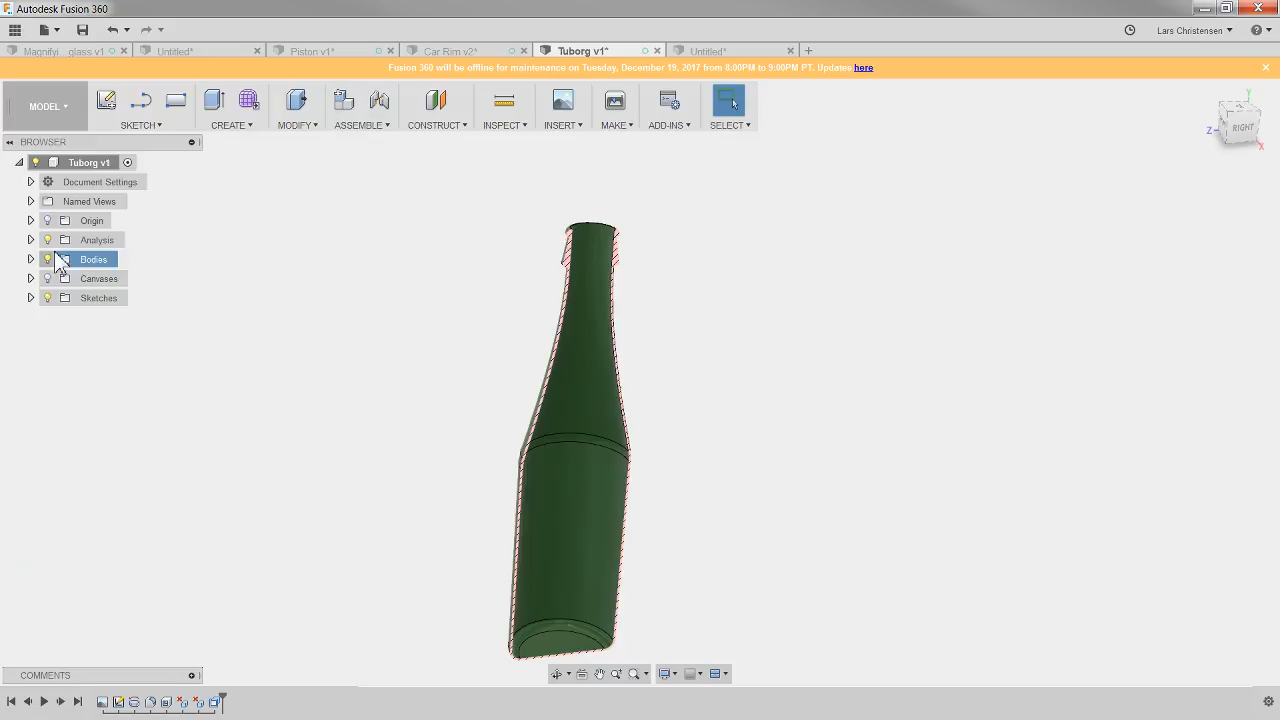 Autodesk Fusion 360
Lars Christensen
Magnifyi...glass v1
Untitled*
Piston v1*
Car Rim v2*
Tuborg v1*
Untitled*
Fusion 360 will be offline for maintenance on Tuesday, December 19, 2017 from 8:00PM to 9:00PM PT. Updates here
MODEL
SKETCH
CREATE
MODIFY
ASSEMBLE
CONSTRUCT
INSPECT
INSERT
MAKE
ADD-INS
SELECT
BROWSER
Y
Z
RIGHT
X
Tuborg v1
Document Settings
Named Views
Origin
Analysis
Bodies
Canvases
Sketches
COMMENTS